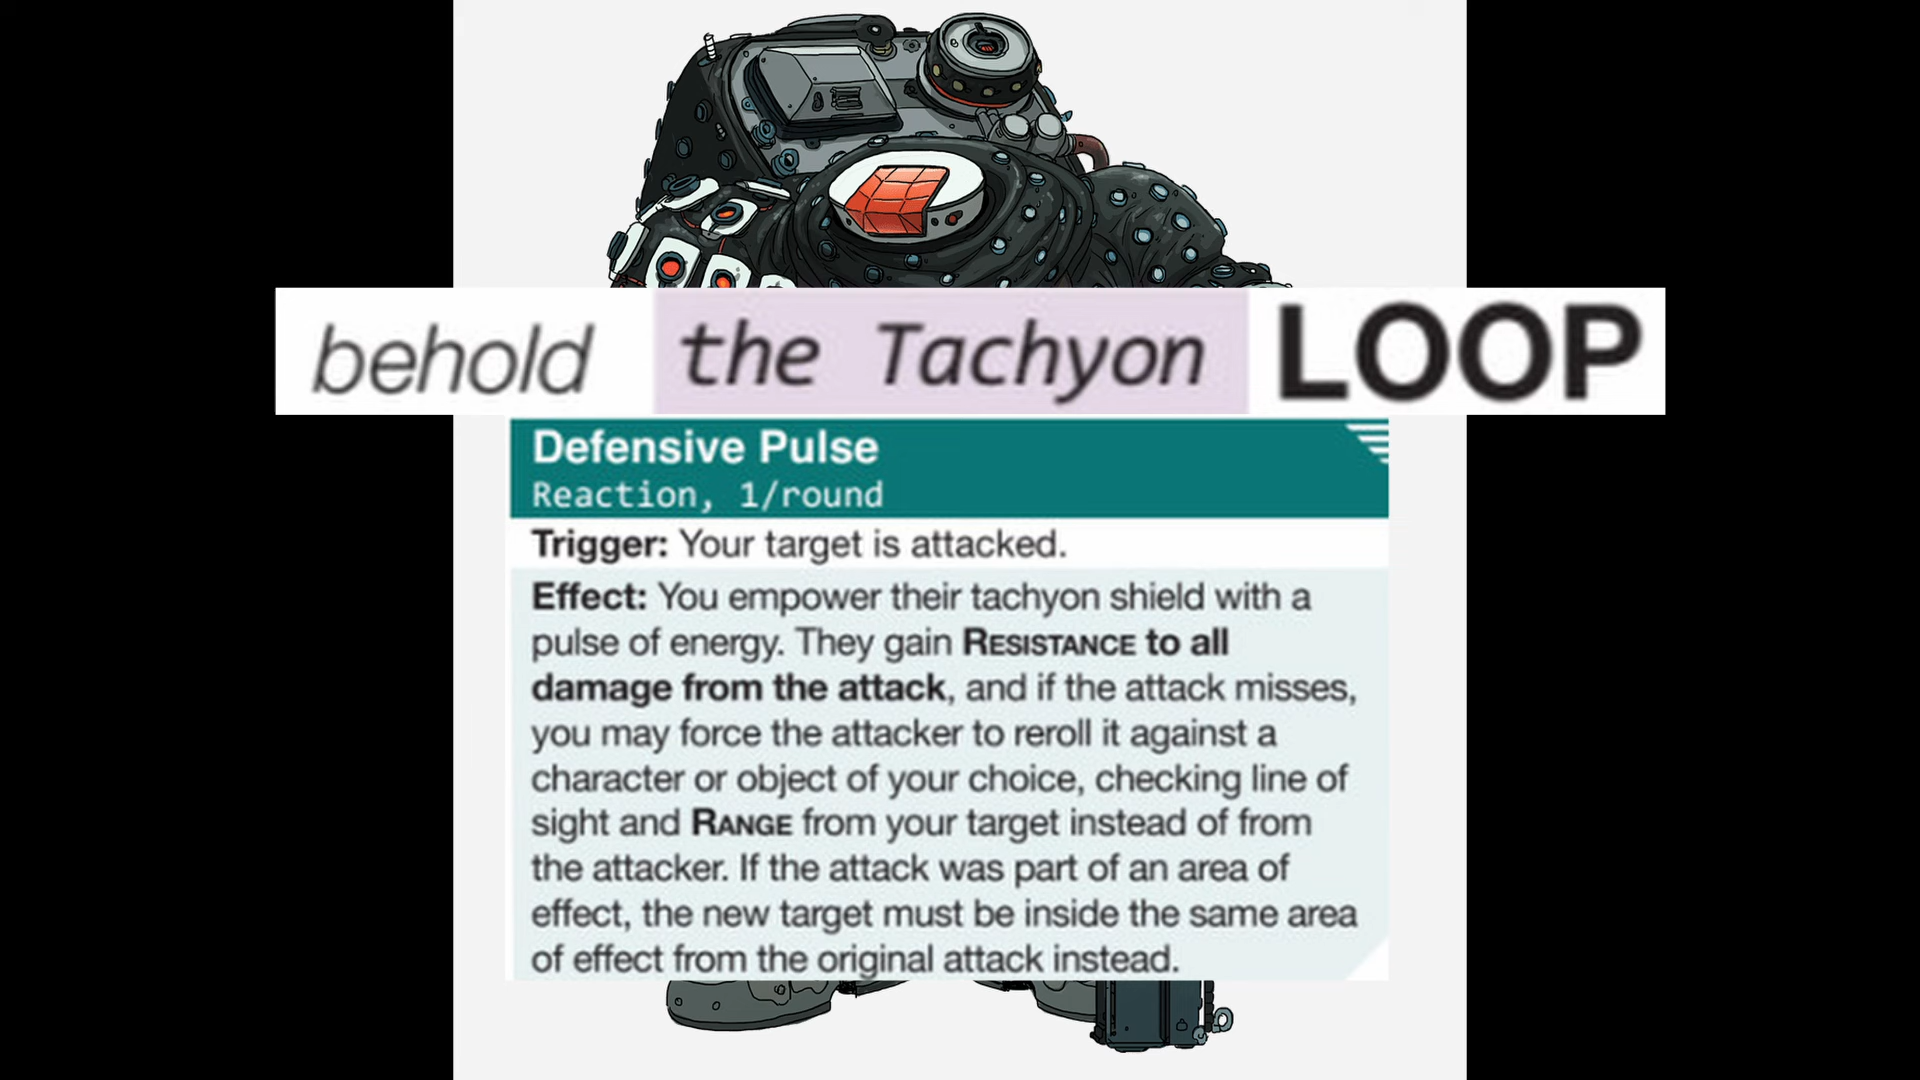 behold the Tachyon LOOP
Defensive Pulse
Reaction, 1/round
Trigger: Your target is attacked.
Effect: You empower their tachyon shield with a
pulse of energy. They gain RESISTANCE to all
damage from the attack, and if the attack misses,
you may force the attacker to reroll it against a
character or object of your choice, checking line of
sight and RANGE from your target instead of from
the attacker. If the attack was part of an area of
effect, the new target must be inside the same area
of effect from the original attack instead.